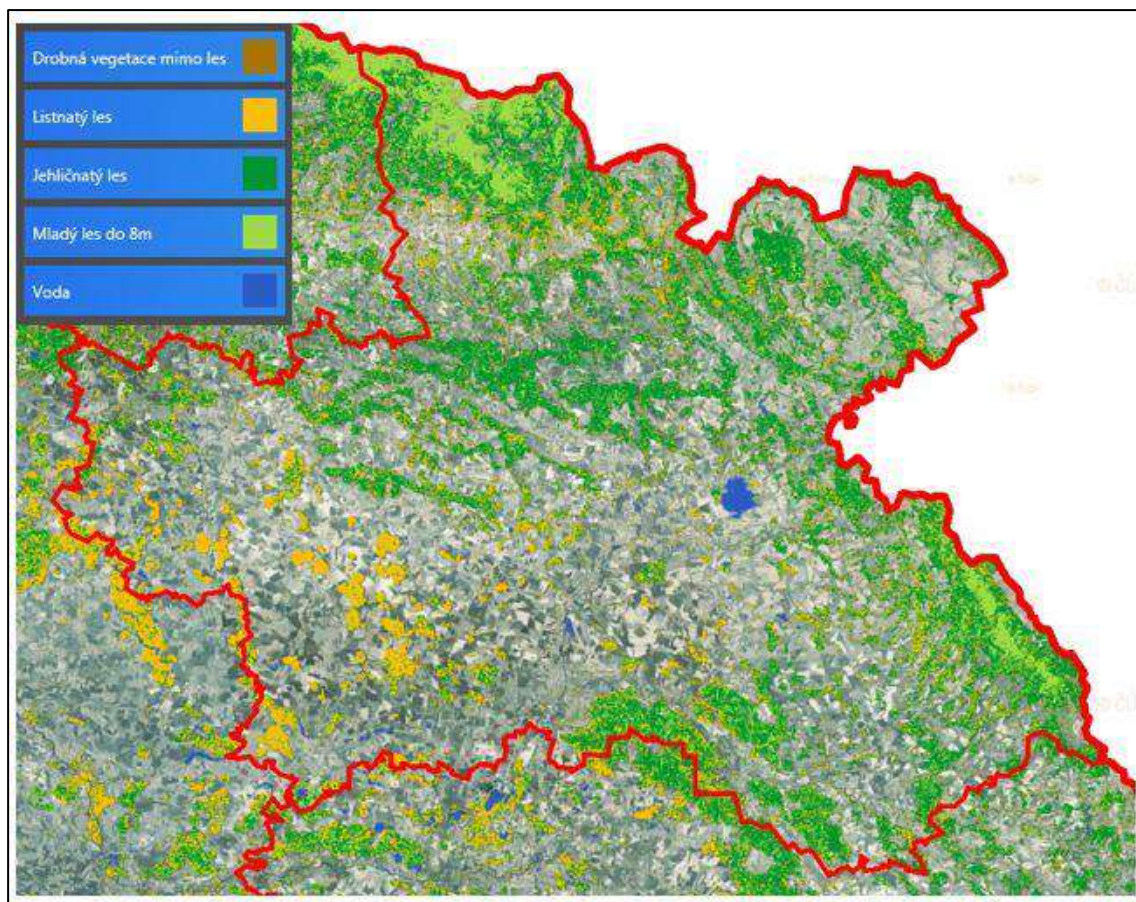 Drobná vegetace mimo les
Listnatý les
Jehličnatý les
Mladý les do 8m
Voda